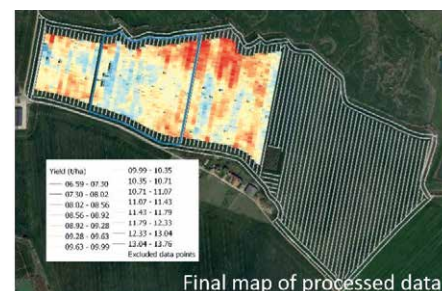 Yield (t/ha)
06.59 - 07.30
07.30 - 08.02
08.02 - 08.56
08.56 - 08.92
08.92 - 09.28
09.28 - 09.63
09.63 - 09.99
09.99 - 10.35
10.35 - 10.71
10.71 - 11.07
11.07 - 11.43
11.43 - 11.79
11.79 - 12.33
12.33 - 13.04
13.04 - 13.76
Excluded data points
Final map of processed data